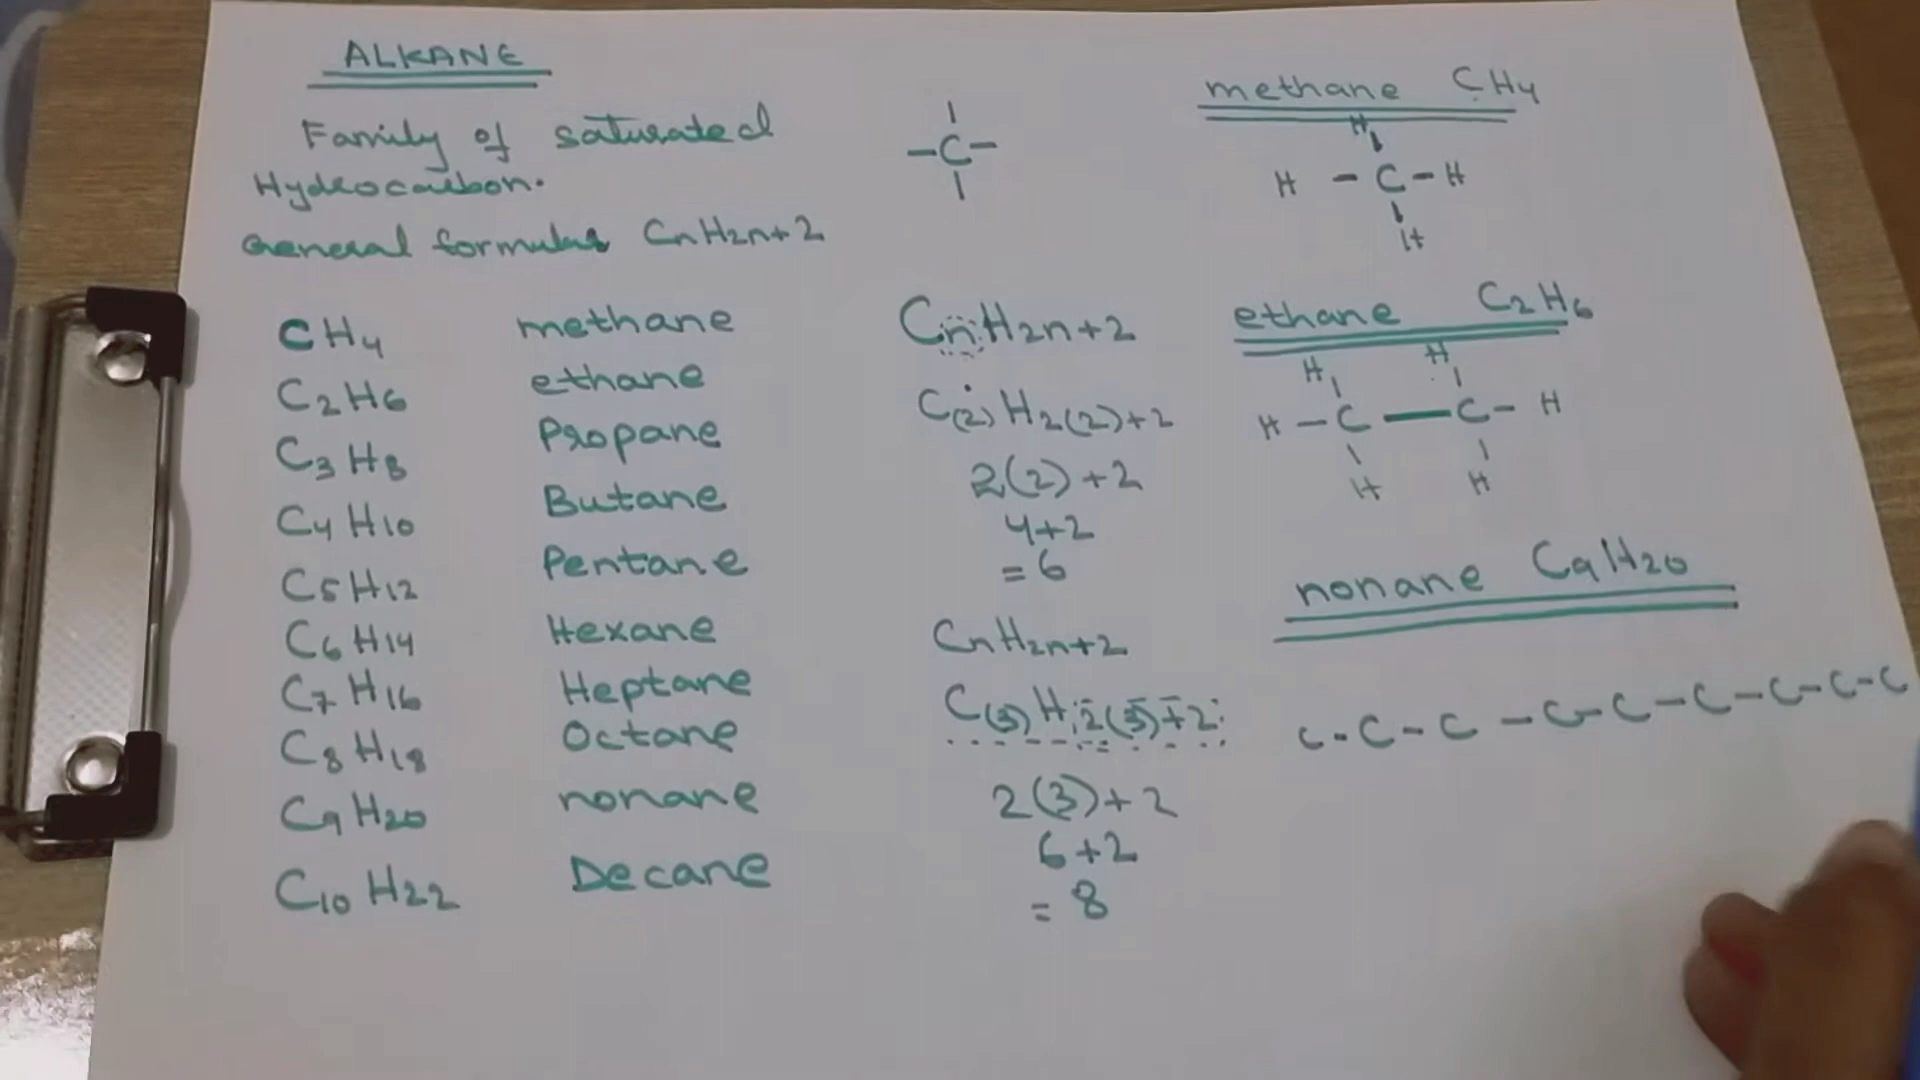 ALKANE
Family of saturated
Hydrocarbon.
General formula CnH2n+2
CH4 methane
C2H6 ethane
C3H8 Propane
C4H10 Butane
C5H12 Pentane
C6H14 Hexane
C7H16 Heptane
C8H18 Octane
C9H20 nonane
C10H22 Decane
-C-
CnH2n+2
C(2)H2(2)+2
2(2)+2
4+2
=6
CnH2n+2
C(3)H2(3)+2
2(3)+2
6+2
= 8
methane CH4
H
H - C - H
H
ethane C2H6
H H
H - C - C - H
H H
nonane C9H20
C - C - C - C - C - C - C - C - C